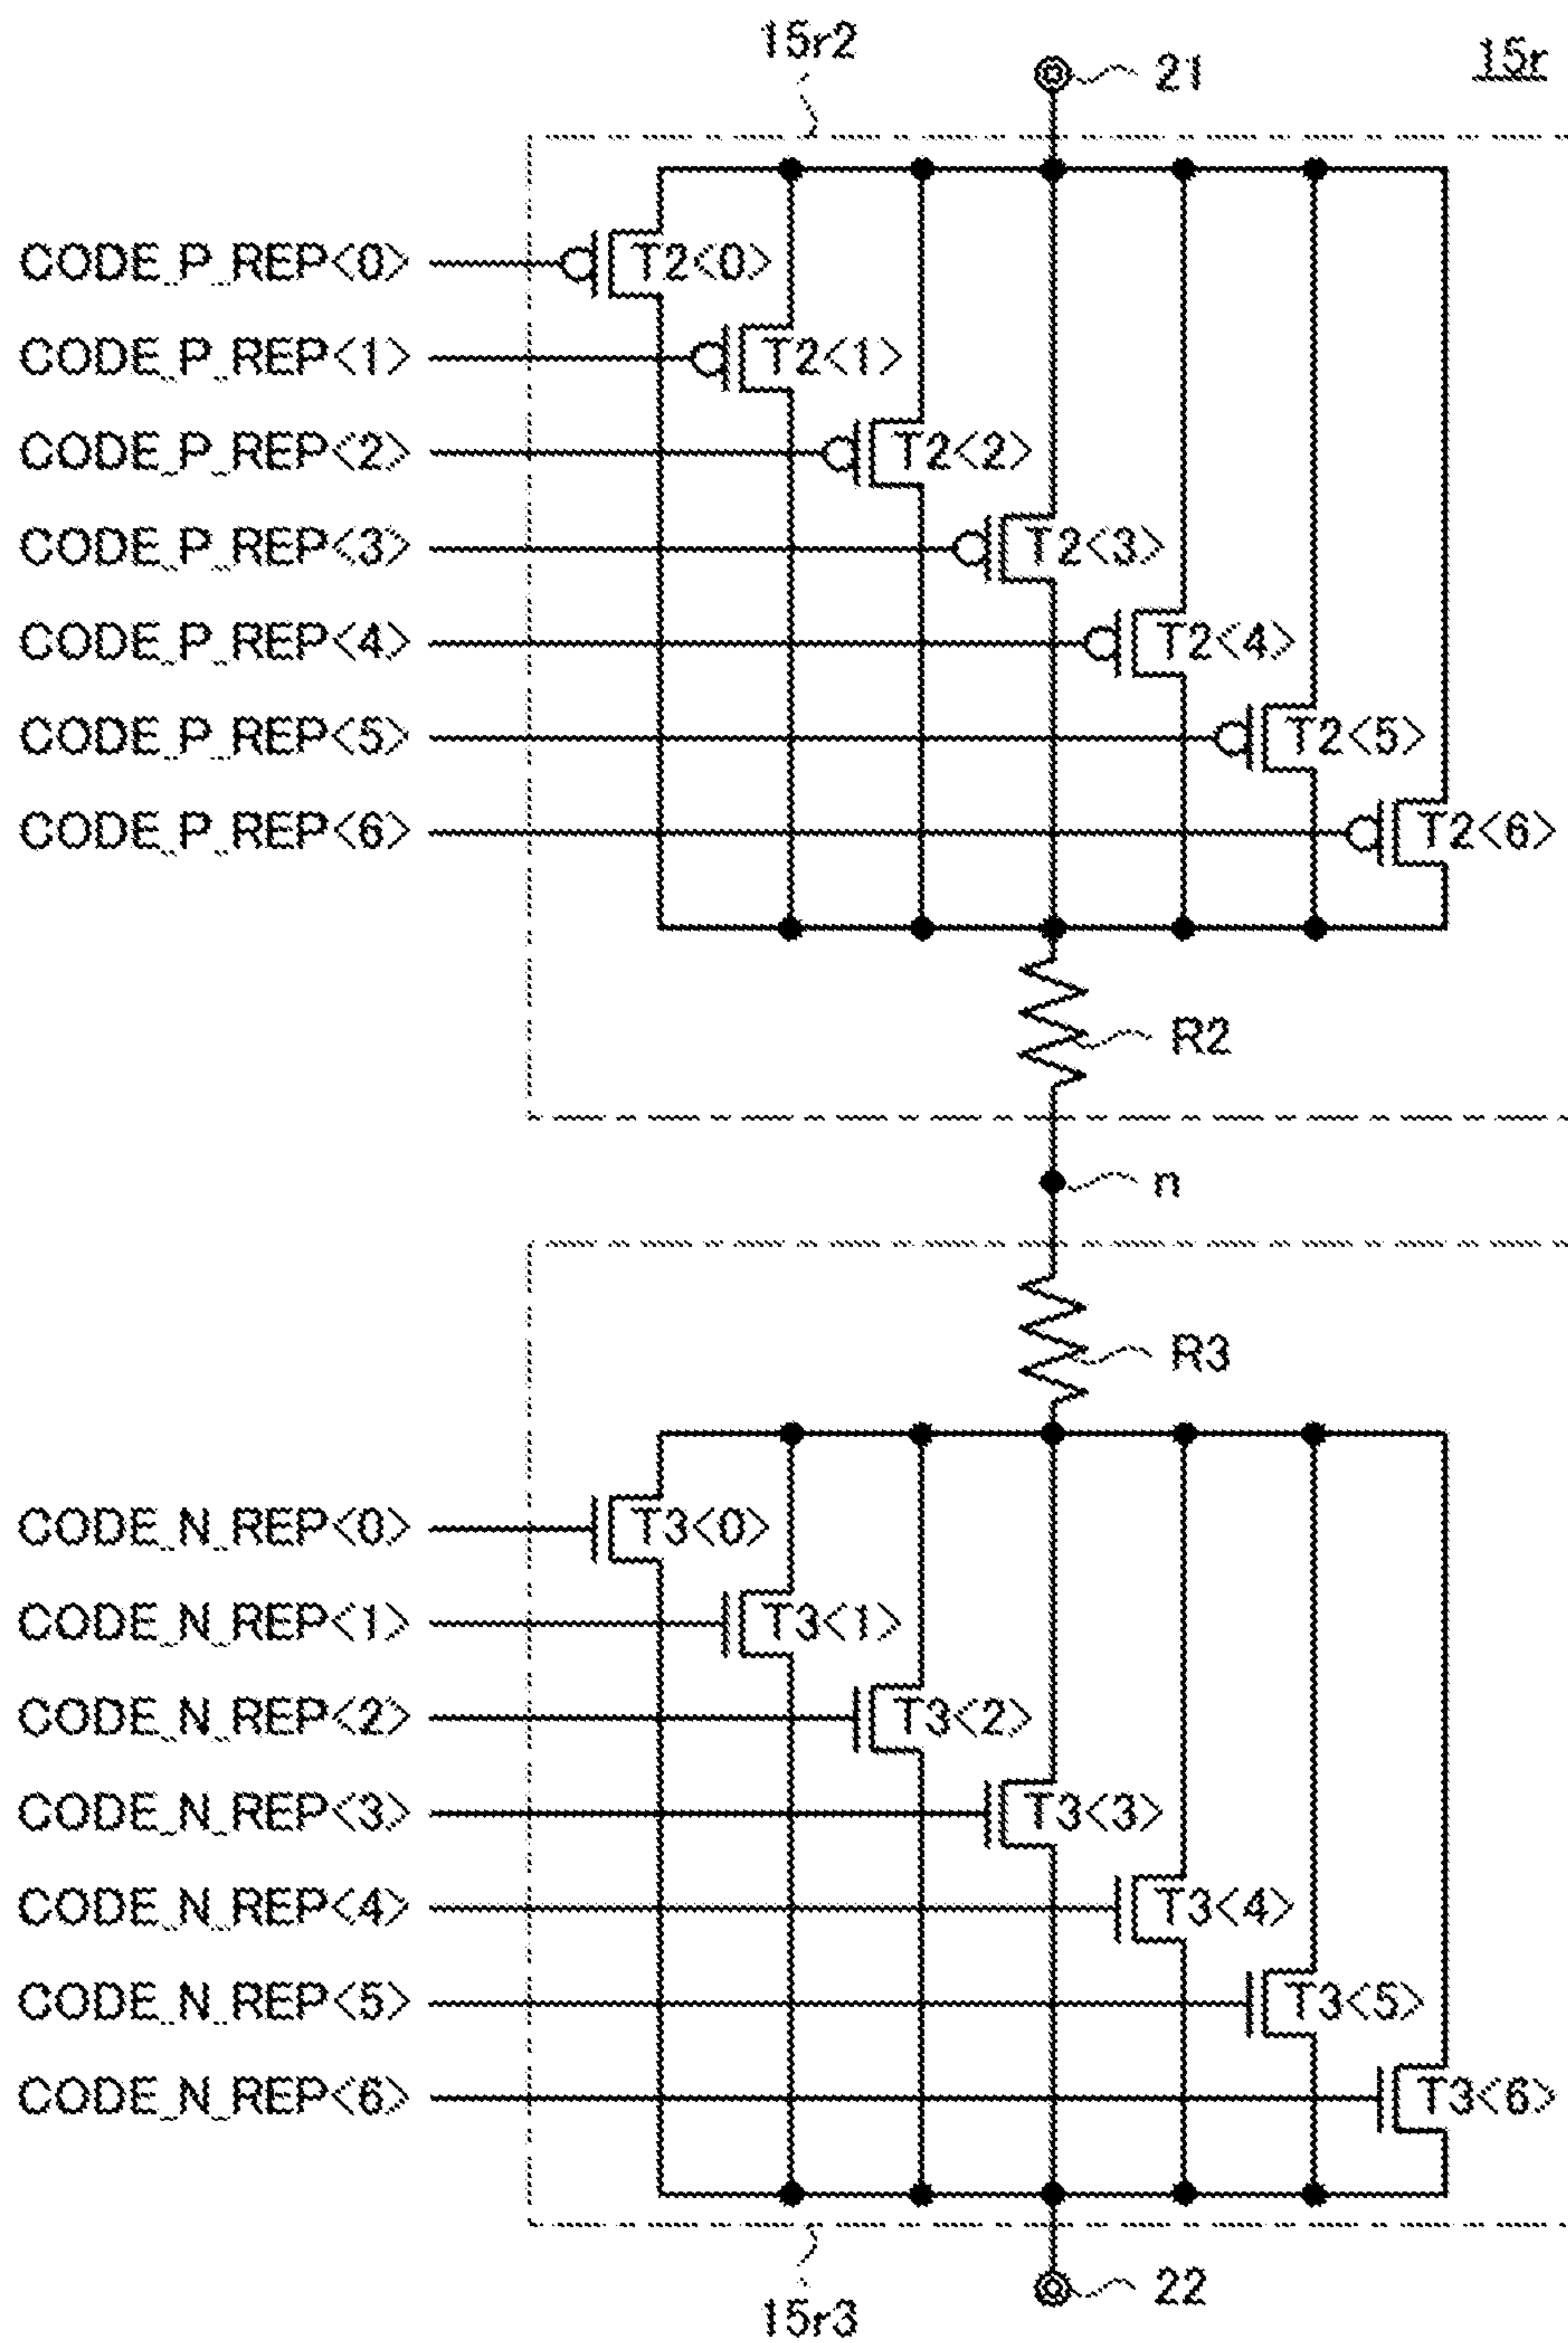 15r2
21
15r
CODE_P_REP<0>
T2<0>
CODE_P_REP<1>
T2<1>
CODE_P_REP<2>
T2<2>
CODE_P_REP<3>
T2<3>
CODE_P_REP<4>
T2<4>
CODE_P_REP<5>
T2<5>
CODE_P_REP<6>
T2<6>
R2
n
R3
CODE_N_REP<0>
T3<0>
CODE_N_REP<1>
T3<1>
CODE_N_REP<2>
T3<2>
CODE_N_REP<3>
T3<3>
CODE_N_REP<4>
T3<4>
CODE_N_REP<5>
T3<5>
CODE_N_REP<6>
T3<6>
22
15r3